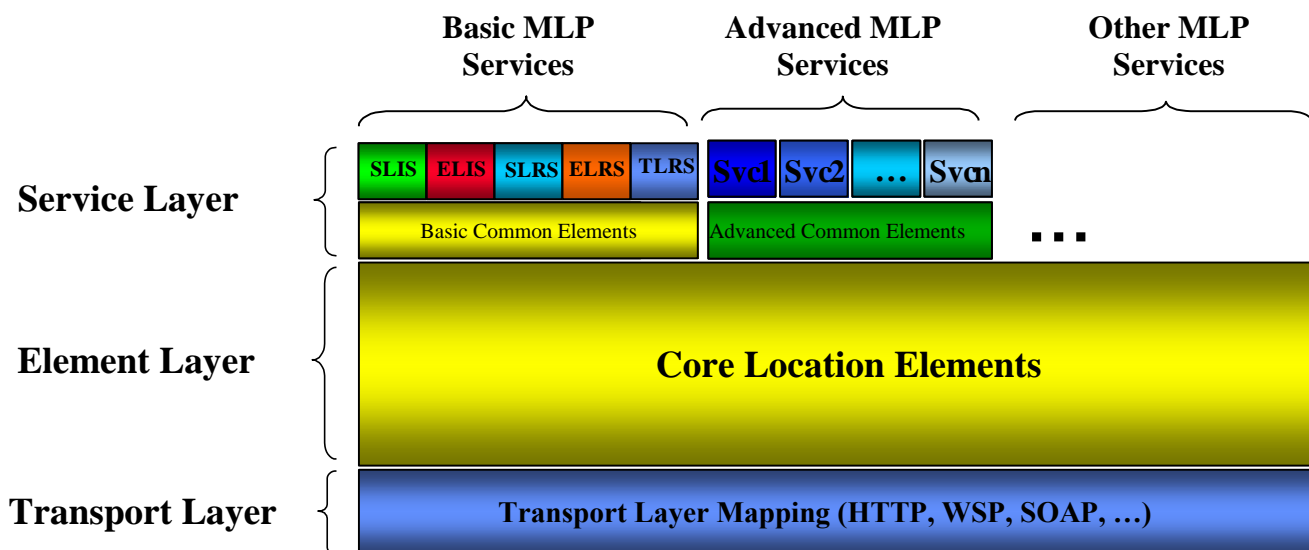 Basic MLP
Services
Advanced MLP
Services
Other MLP
Services
Service Layer
SLIS ELIS SLRS ELRS TLRS
Svc1 Svc2 … Svcn
Basic Common Elements
Advanced Common Elements
…
Element Layer
Core Location Elements
Transport Layer
Transport Layer Mapping (HTTP, WSP, SOAP, …)